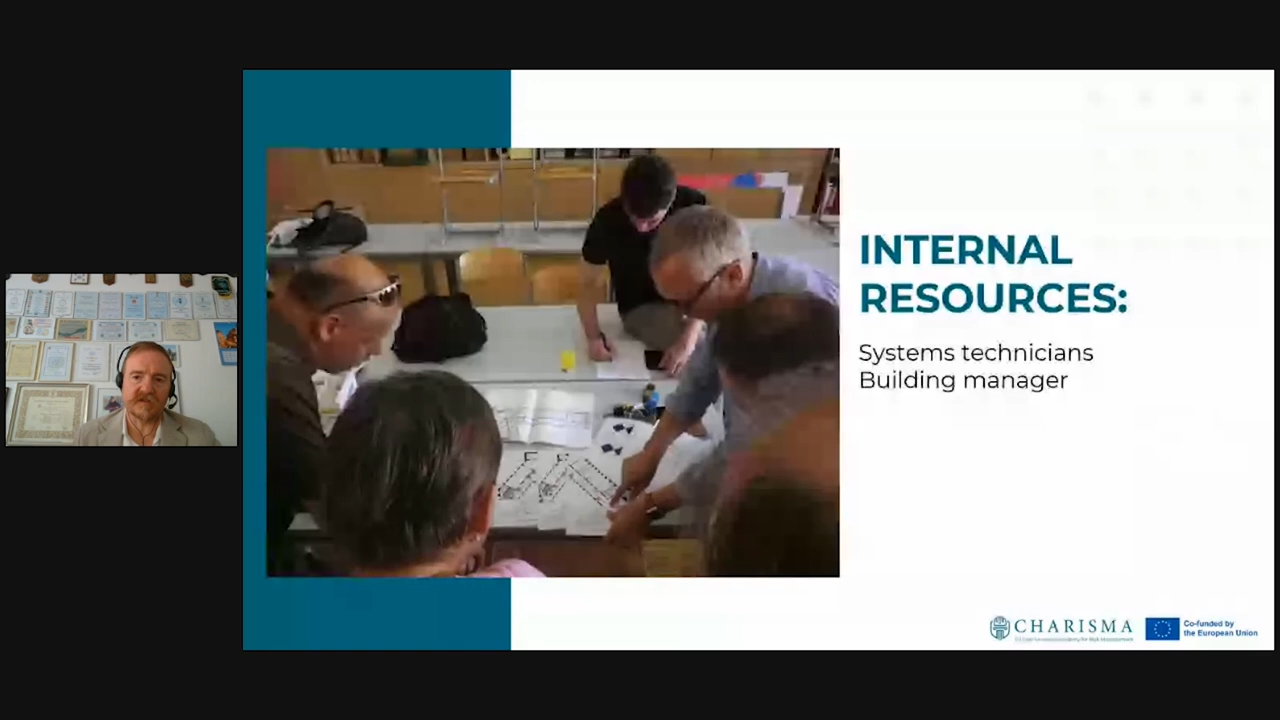 INTERNAL
RESOURCES:
Systems technicians
Building manager
CHARISMA
Co-funded by
the European Union